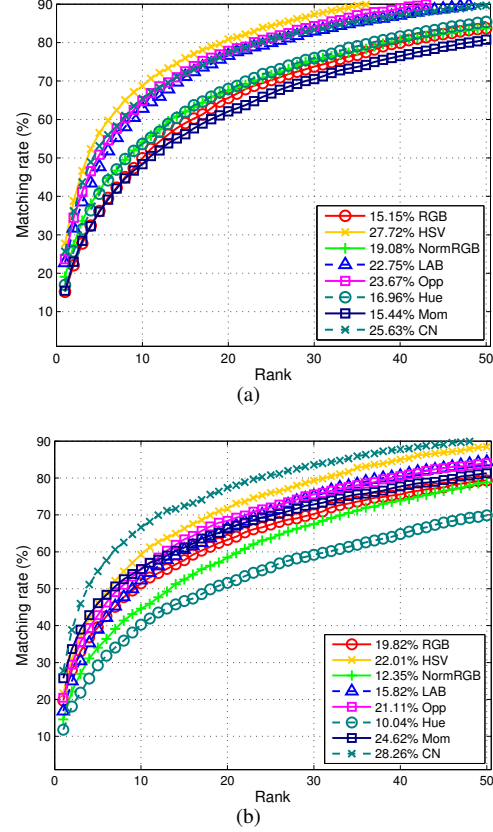 90
80
70
60
50
40
30
20
10
Matching rate (%)
15.15% RGB
27.72% HSV
19.08% NormRGB
22.75% LAB
23.67% Opp
16.96% Hue
15.44% Mom
25.63% CN
0 10 20 30 40 50
Rank
(a)
90
80
70
60
50
40
30
20
10
Matching rate (%)
19.82% RGB
22.01% HSV
12.35% NormRGB
15.82% LAB
21.11% Opp
10.04% Hue
24.62% Mom
28.26% CN
0 10 20 30 40 50
Rank
(b)